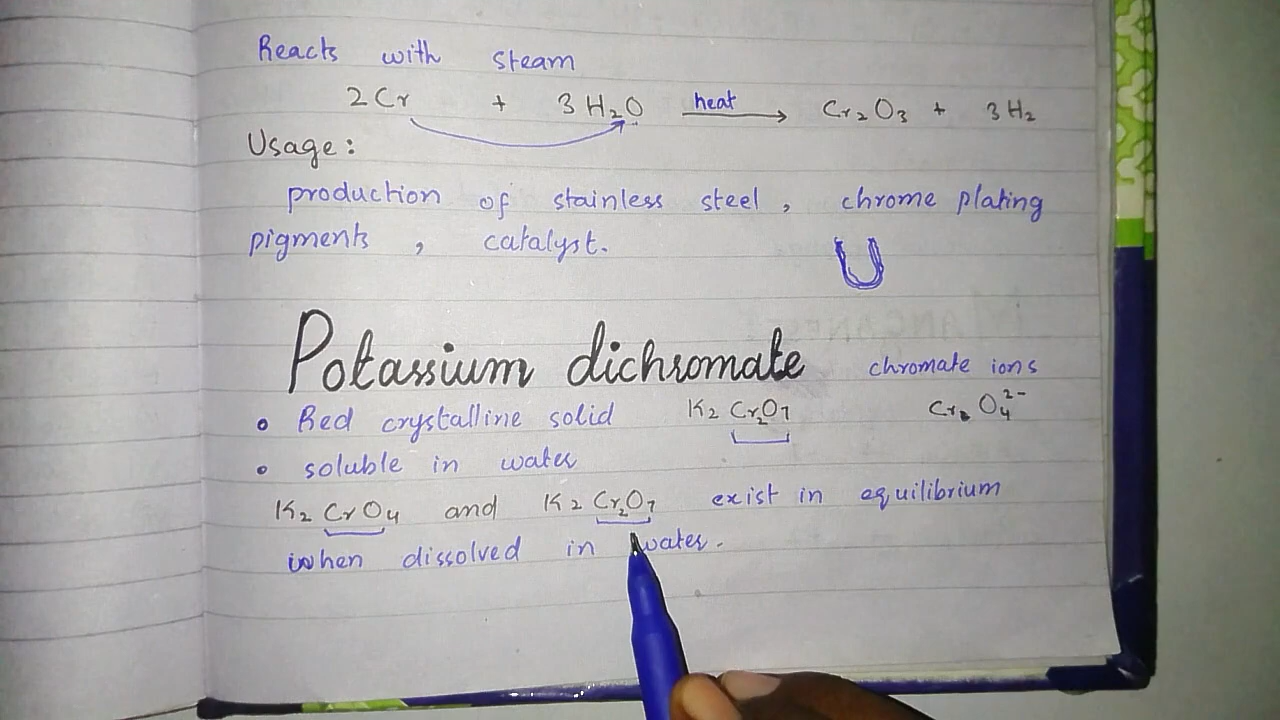 Reacts with steam
2Cr + 3H₂O heat → Cr₂O₃ + 3H₂
Usage:
production of stainless steel, chrome plating
pigments, catalyst.
Potassium dichromate
chromate ions
• Red crystalline solid K₂Cr₂O₇ CrO₄²⁻
• soluble in water
K₂CrO₄ and K₂Cr₂O₇ exist in equilibrium
when dissolved in water.